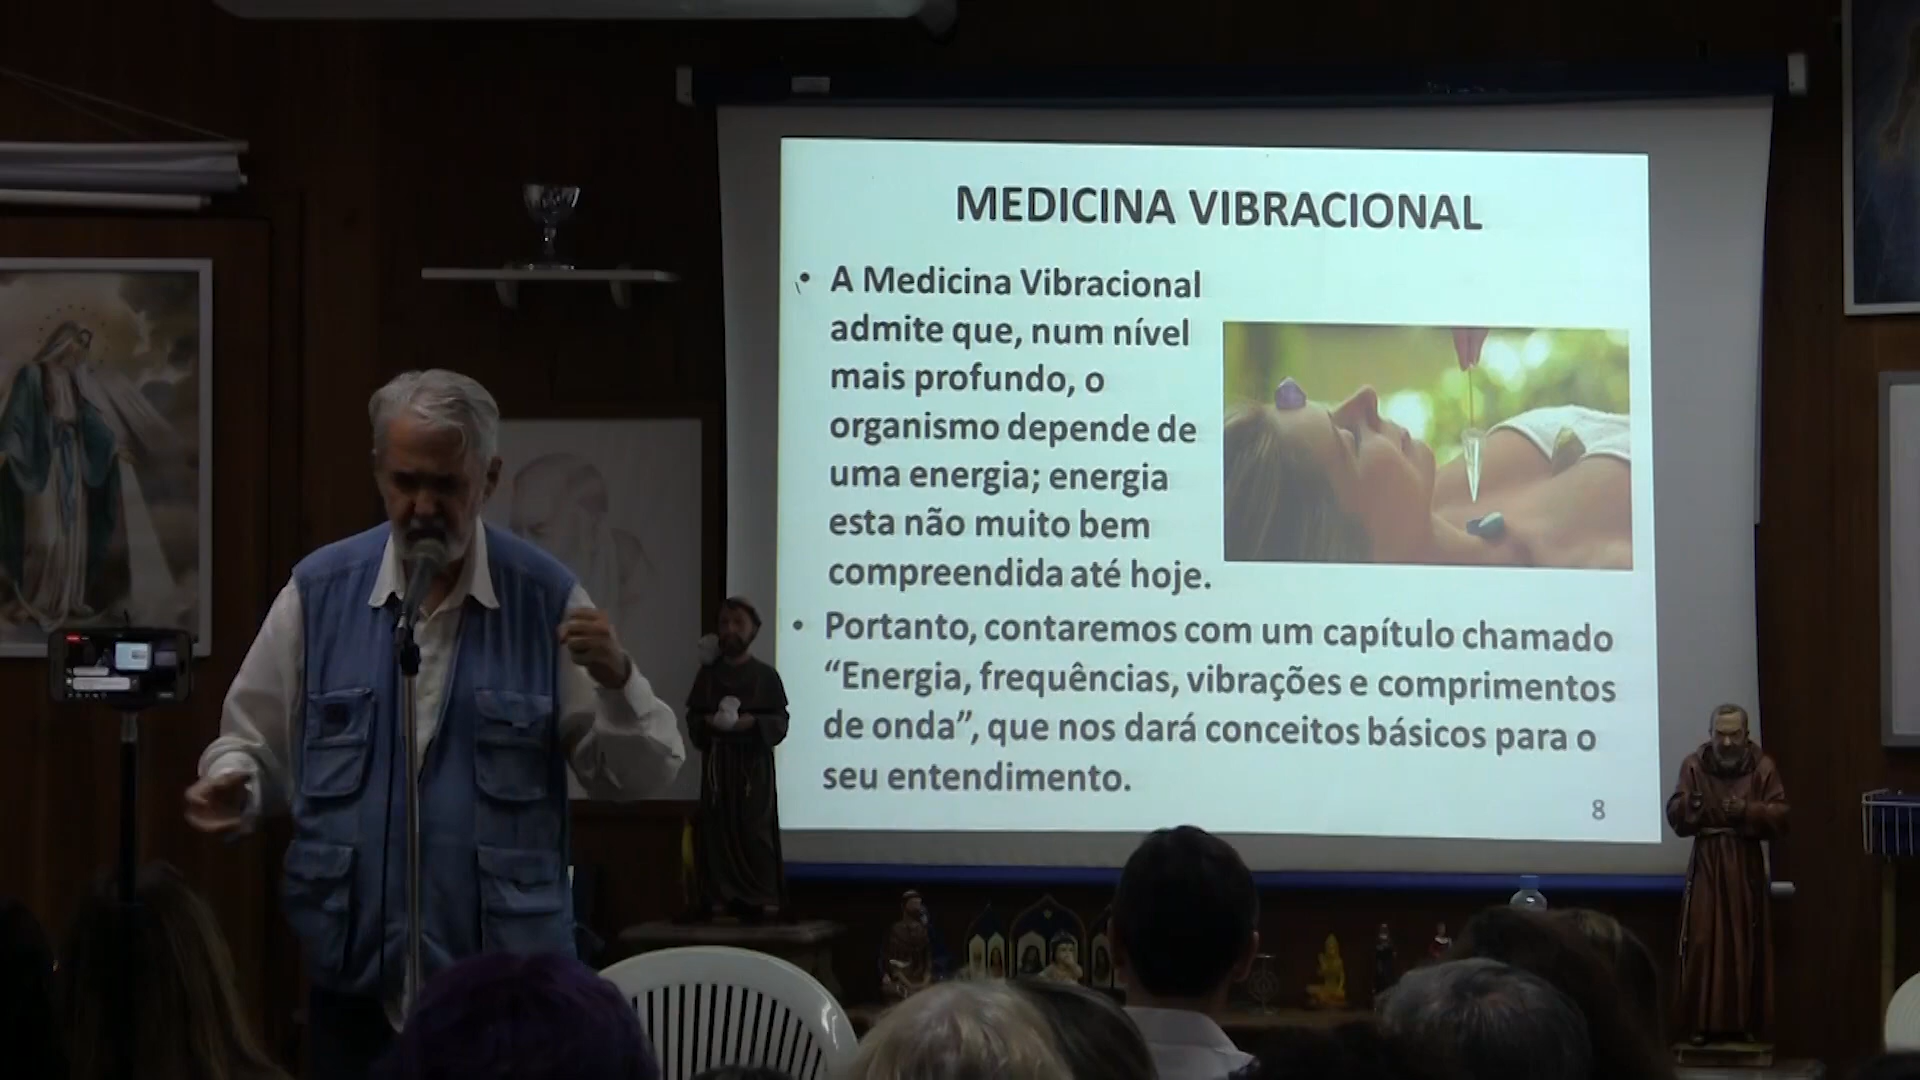 MEDICINA VIBRACIONAL
• A Medicina Vibracional
admite que, num nível
mais profundo, o
organismo depende de
uma energia; energia
esta não muito bem
compreendida até hoje.
• Portanto, contaremos com um capítulo chamado
“Energia, frequências, vibrações e comprimentos
de onda”, que nos dará conceitos básicos para o
seu entendimento.
8